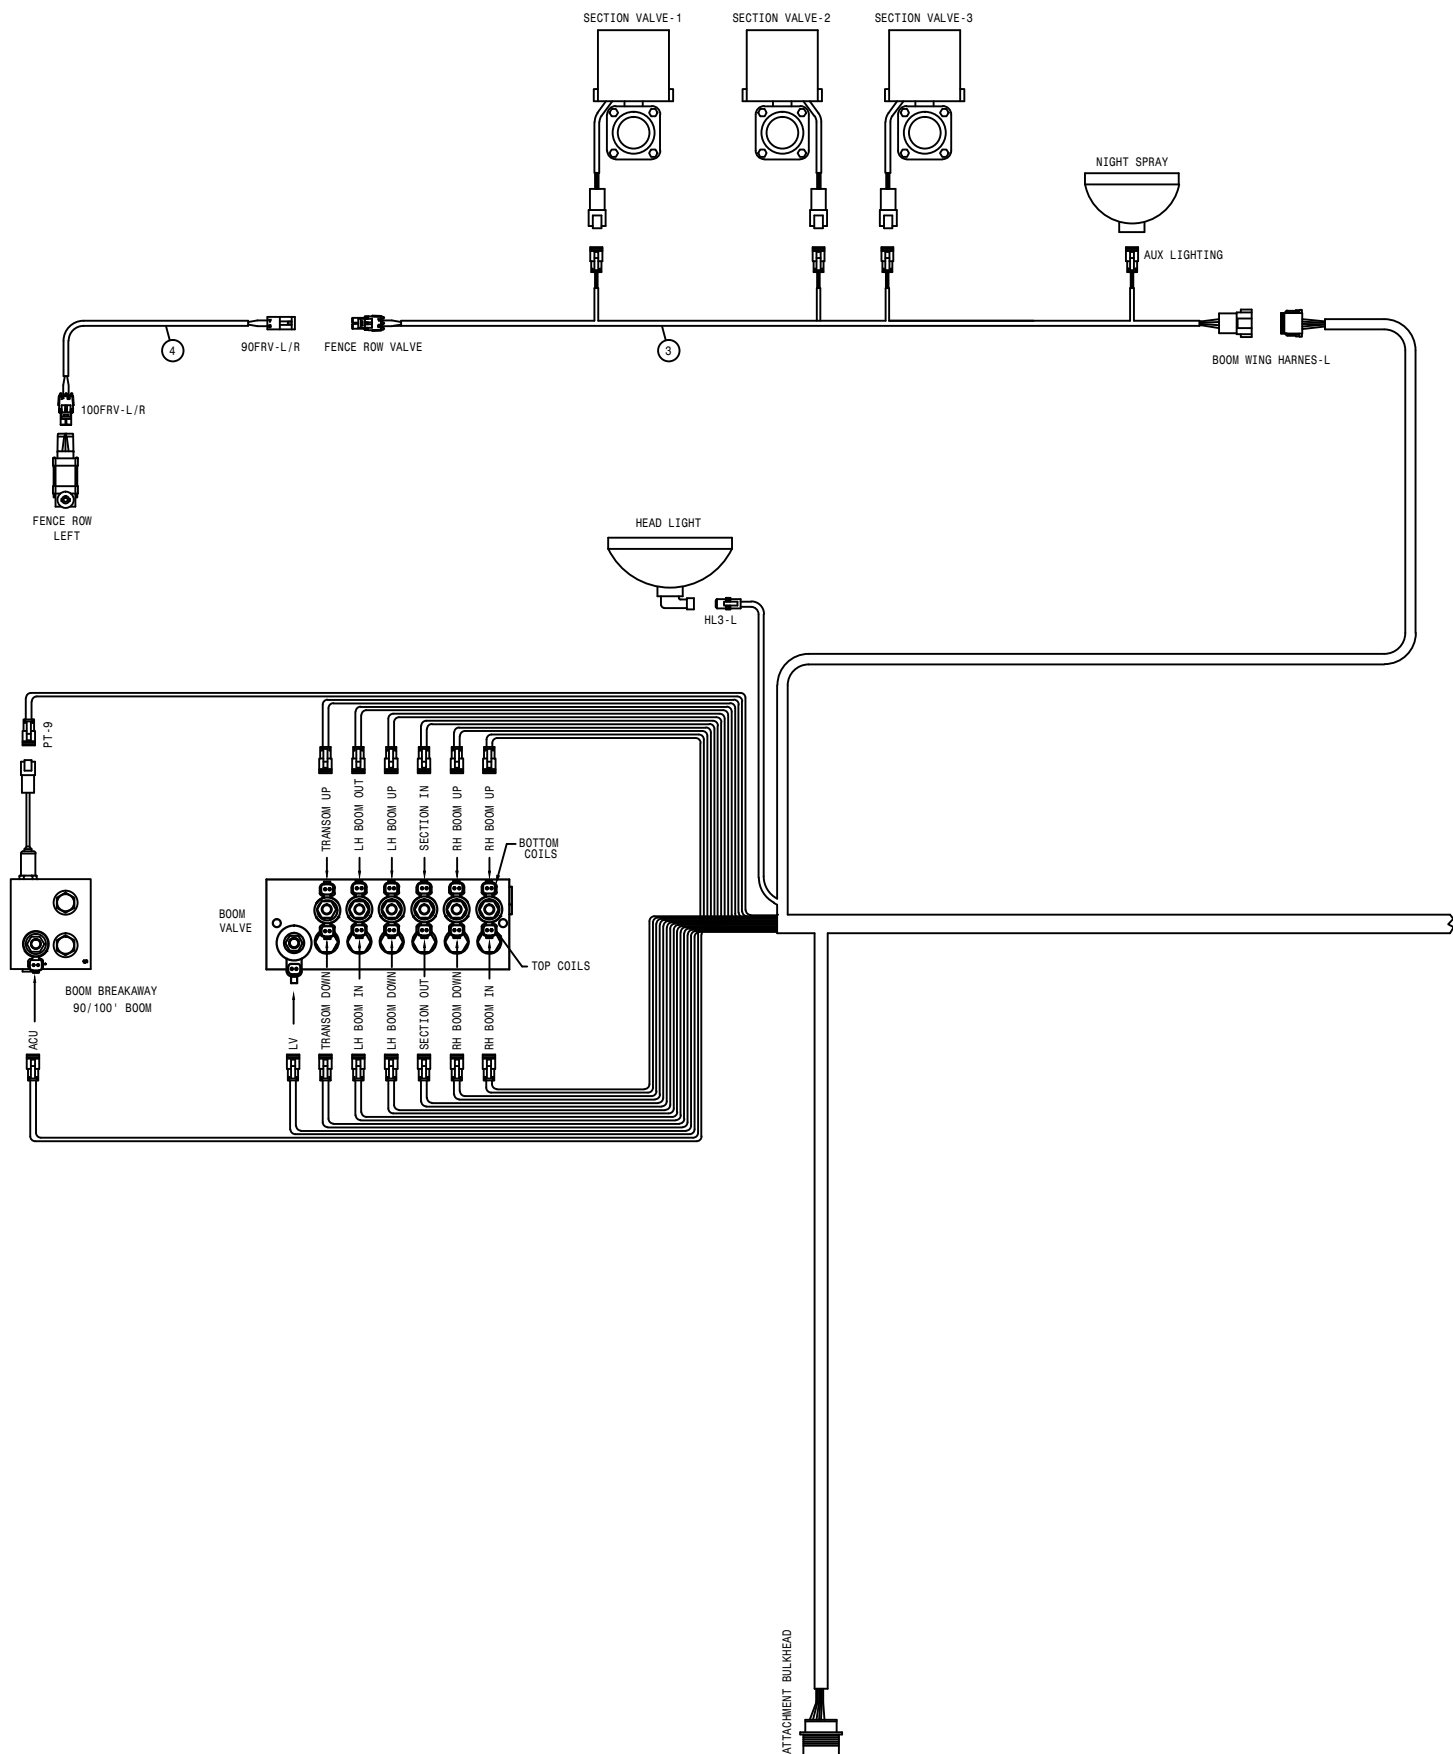 SECTION VALVE-1
SECTION VALVE-2
SECTION VALVE-3
NIGHT SPRAY
AUX LIGHTING
4
90FRV-L/R
FENCE ROW VALVE
3
BOOM WING HARNES-L
100FRV-L/R
FENCE ROW
LEFT
HEAD LIGHT
HL3-L
PT-9
TRANSOM UP
LH BOOM OUT
LH BOOM UP
SECTION IN
RH BOOM UP
RH BOOM UP
BOTTOM
COILS
BOOM
VALVE
TOP COILS
BOOM BREAKAWAY
90/100' BOOM
ACU
LV
TRANSOM DOWN
LH BOOM IN
LH BOOM DOWN
SECTION OUT
RH BOOM DOWN
RH BOOM IN
ATTACHMENT BULKHEAD